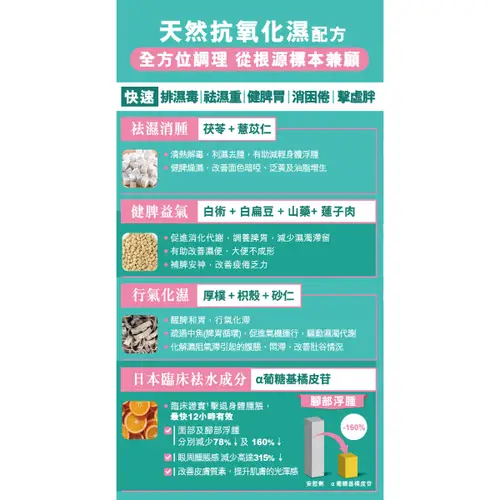 天然抗氧化濕配方
全方位調理 從根源標本兼顧
快速 排濕毒|祛濕重|健脾胃|消困倦|擊虛胖
祛濕消腫 茯苓+薏苡仁
清熱解毒，利濕去腫，有助減輕身體浮腫
健脾燥濕，改善面色暗啞、泛黃及油脂增生
健脾益氣 白術+白扁豆+山藥+蓮子肉
促進消化代謝，調養脾胃，減少濕濁滯留
有助改善濕便、大便不成形
補脾安神，改善疲倦乏力
行氣化濕 厚樸+枳殼+砂仁
醒脾和胃，行氣化滯
疏通中焦(脾胃循環)，促進氣機運行，驅動濕濁代謝
化解濕阻氣滯引起的腹脹、悶滯，改善肚谷情況
日本臨床袪水成分 α葡糖基橘皮苷
臨床證實¹擊退身體腫脹，
最快12小時有效
面部及腳部浮腫
分別減少78%↓及 160%↓
眼周腫脹感 減少高達315%↓
改善皮膚質素，提升肌膚的光澤感
腳部浮腫
-160%
安慰劑 α葡糖基橘皮苷